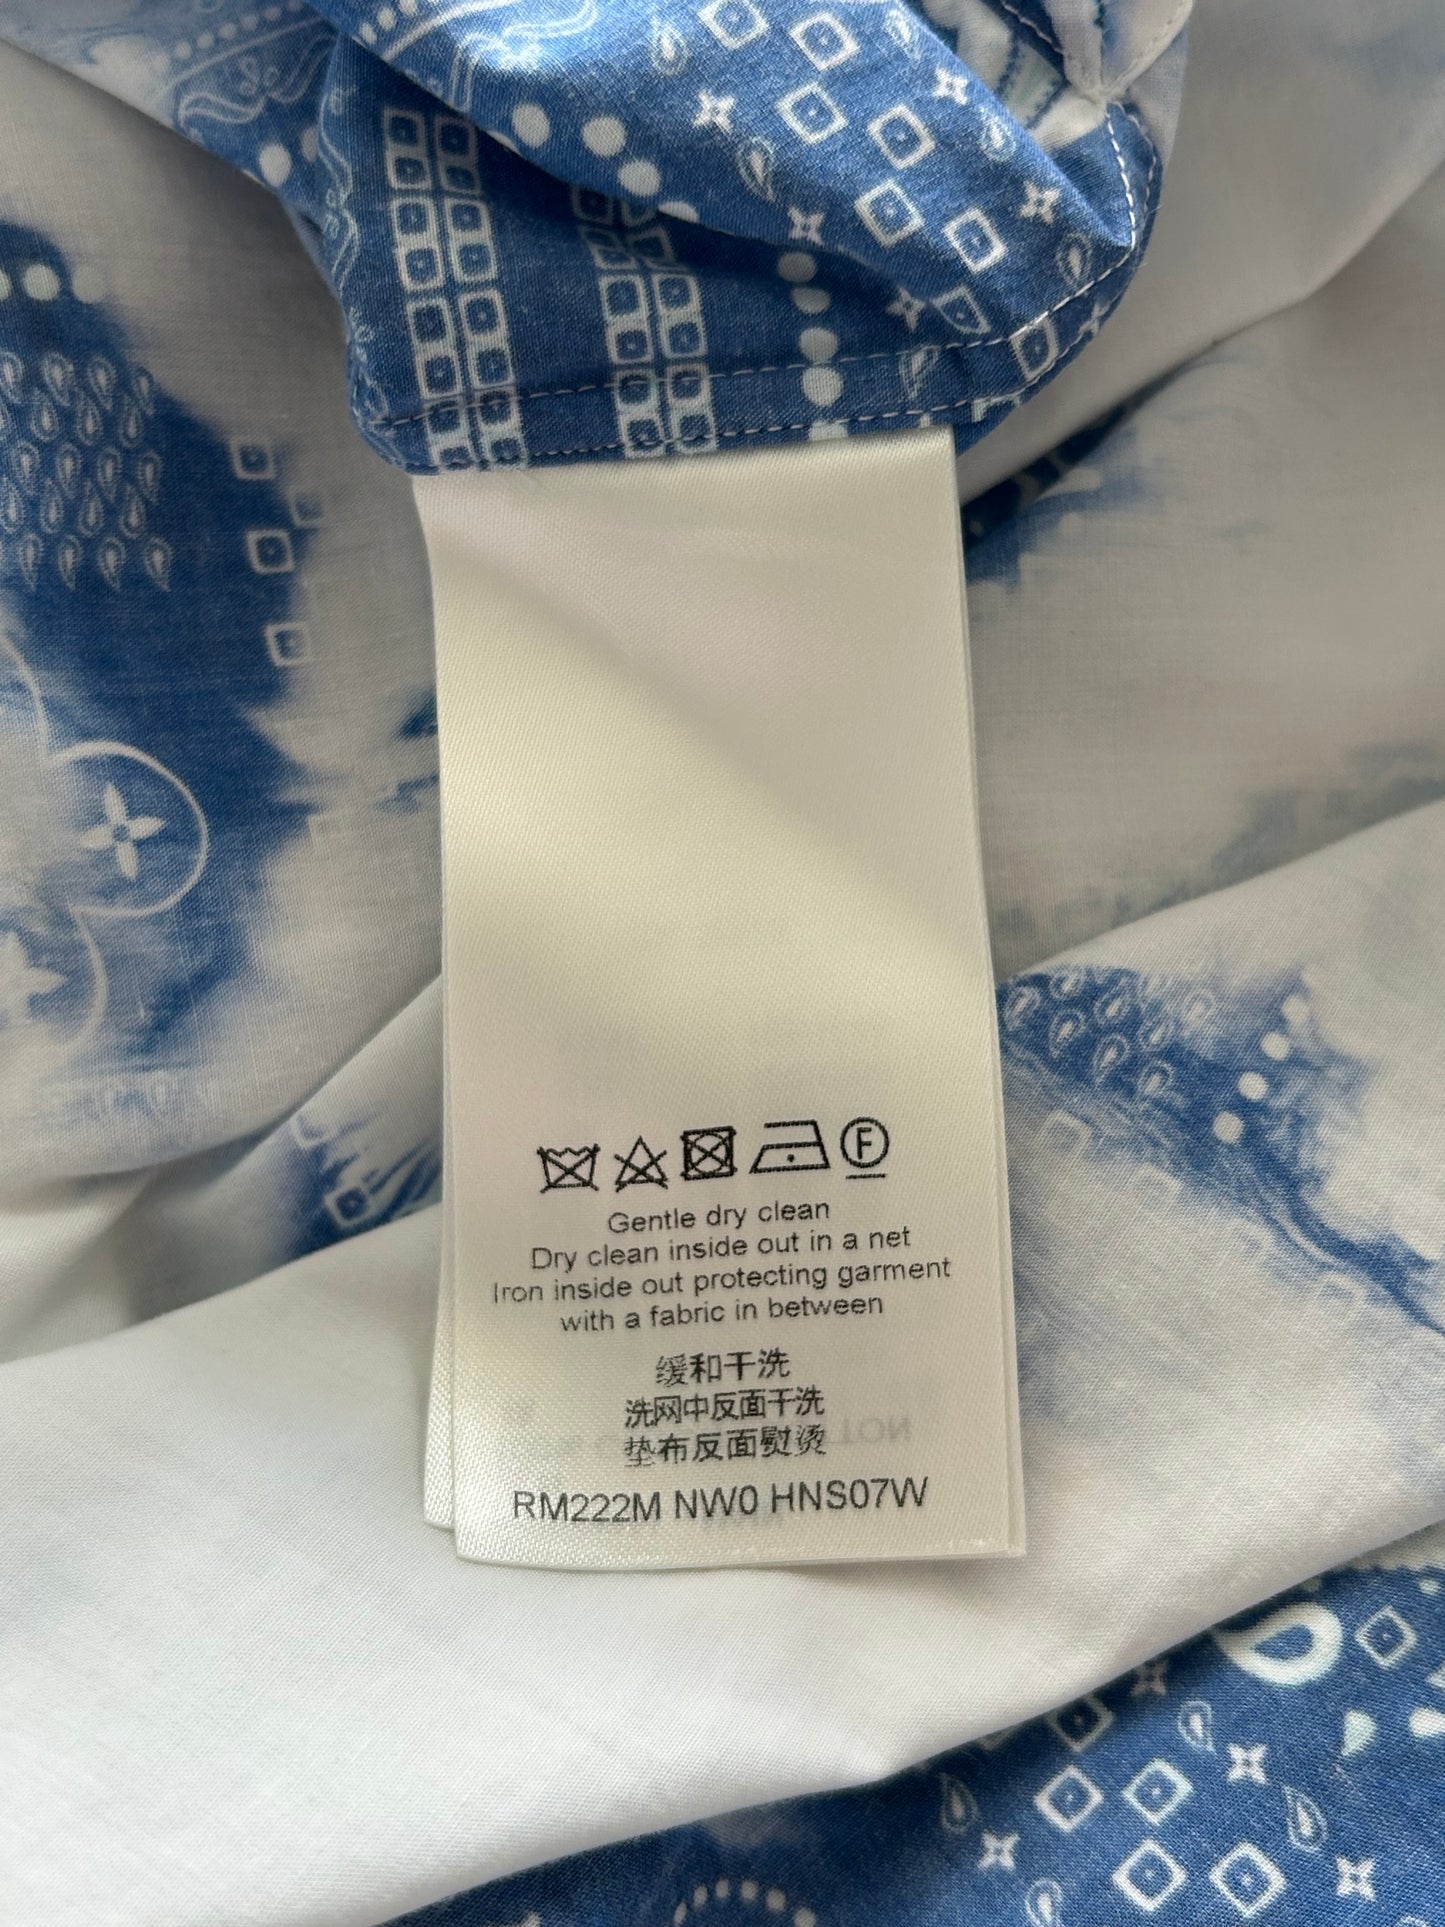 F
Gentle dry clean
Dry clean inside out in a net
Iron inside out protecting garment
with a fabric in between
缓和干洗
洗网中反面干洗
垫布反面熨烫
RM222M NW0 HNS07W